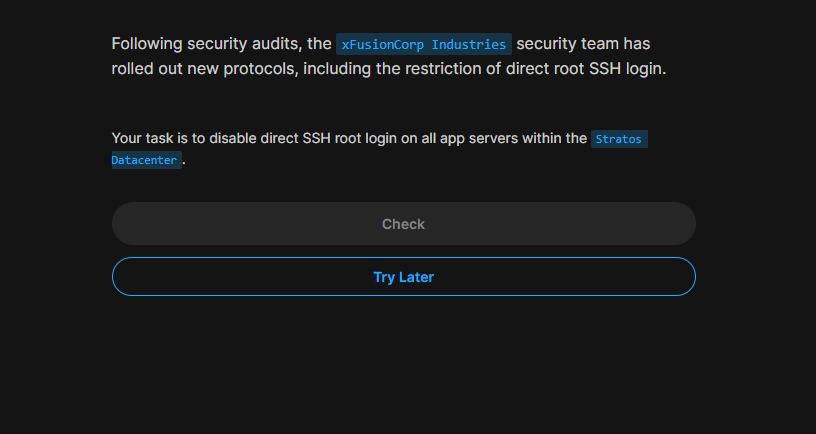 Following security audits, the xFusionCorp Industries security team has
rolled out new protocols, including the restriction of direct root SSH login.
Your task is to disable direct SSH root login on all app servers within the Stratos
Datacenter.
Check
Try Later